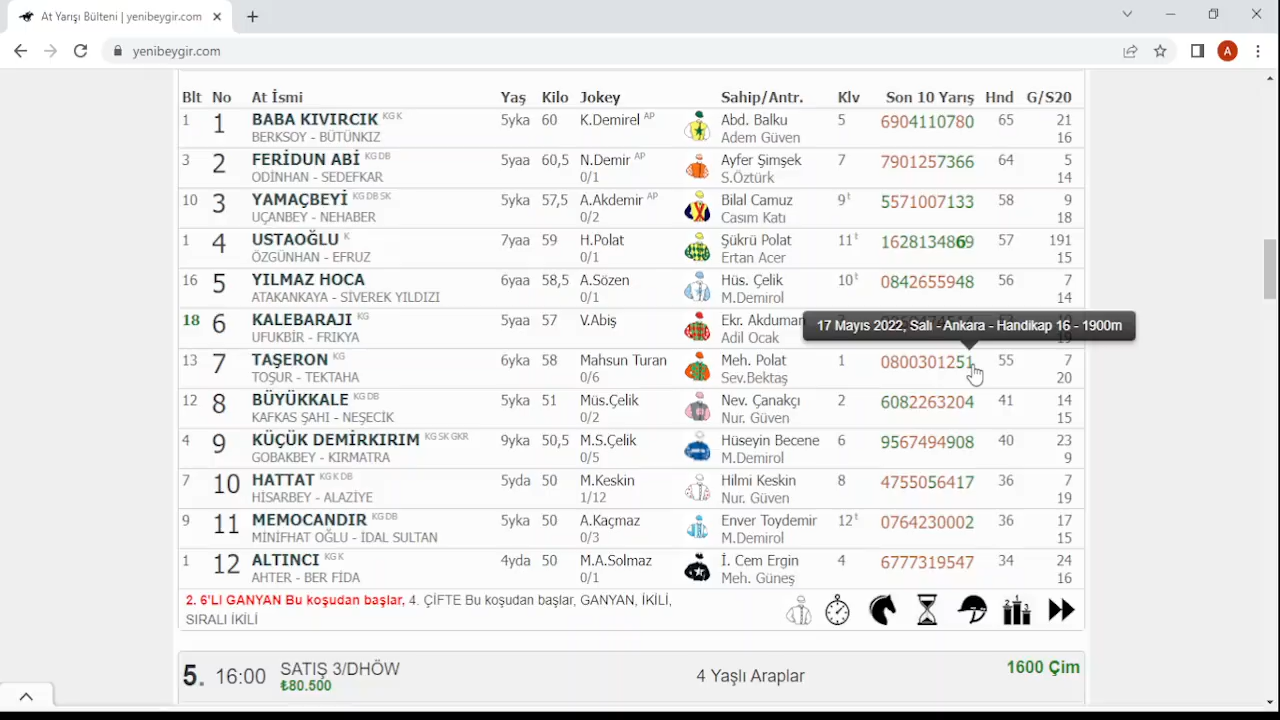 At Yarışı Bülteni | yenibeygir.com
yenibeygir.com
A
Blt No At İsmi Yaş Kilo Jokey Sahip/Antr. Klv Son 10 Yarış Hnd G/S20
1 1 BABA KIVIRCIK KG K 5yka 60 K.Demirel AP Abd. Balku 5 6904110780 65 21
BERKSOY - BÜTÜNKIZ Adem Güven 16
3 2 FERİDUN ABİ KG DB 5yaa 60,5 N.Demir AP Ayfer Şimşek 7 7901257366 64 5
ODİNHAN - SEDEFKAR 0/1 S.Öztürk 14
10 3 YAMAÇBEYİ KG DB SK 5yka 57,5 A.Akdemir AP Bilal Camuz 9t 5571007133 58 9
UÇANBEY - NEHABER 0/2 Casım Katı 18
1 4 USTAOĞLU K 7yaa 59 H.Polat Şükrü Polat 11t 1628134869 57 191
ÖZGÜNHAN - EFRUZ 0/1 Ertan Acer 15
16 5 YILMAZ HOCA 6yaa 58,5 A.Sözen Hüs. Çelik 10t 0842655948 56 7
ATAKANKAYA - SİVEREK YILDIZI 0/1 M.Demirol 14
18 6 KALEBARAJI KG 5yaa 57 V.Abiş Ekr. Akduman
UFUKBİR - FRIKYA Adil Ocak 19
17 Mayıs 2022, Salı - Ankara - Handikap 16 - 1900m
13 7 TAŞERON KG 6yka 58 Mahsun Turan Meh. Polat 1 0800301251 55 7
TOŞUR - TEKTAHA 0/6 Sev.Bektaş 20
12 8 BÜYÜKKALE KG DB 5yka 51 Müs.Çelik Nev. Çanakçı 2 6082263204 41 14
KAFKAS ŞAHI - NEŞECİK 0/2 Nur. Güven 15
4 9 KÜÇÜK DEMİRKIRIM KG SK GKR 9yka 50,5 M.S.Çelik Hüseyin Becene 6 9567494908 40 23
GOBAKBEY - KIRMATRA 0/5 M.Demirol 9
7 10 HATTAT KG K DB 5yda 50 M.Keskin Hilmi Keskin 8 4755056417 36 7
HİSARBEY - ALAZİYE 1/12 Nur. Güven 19
9 11 MEMOCANDIR KG DB 5yka 50 A.Kaçmaz Enver Toydemir 12t 0764230002 36 17
MİNİFHAT OĞLU - İDAL SULTAN 0/3 M.Demirol 15
1 12 ALTINCI KG K 4yda 50 M.A.Solmaz İ. Cem Ergin 4 6777319547 34 24
AHTER - BER FİDA 0/1 Meh. Güneş 16
2. 6'LI GANYAN Bu koşudan başlar, 4. ÇİFTE Bu koşudan başlar, GANYAN, İKİLİ,
SIRALI İKİLİ
5. 16:00 SATIŞ 3/DHÖW 4 Yaşlı Araplar 1600 Çim
₺80.500